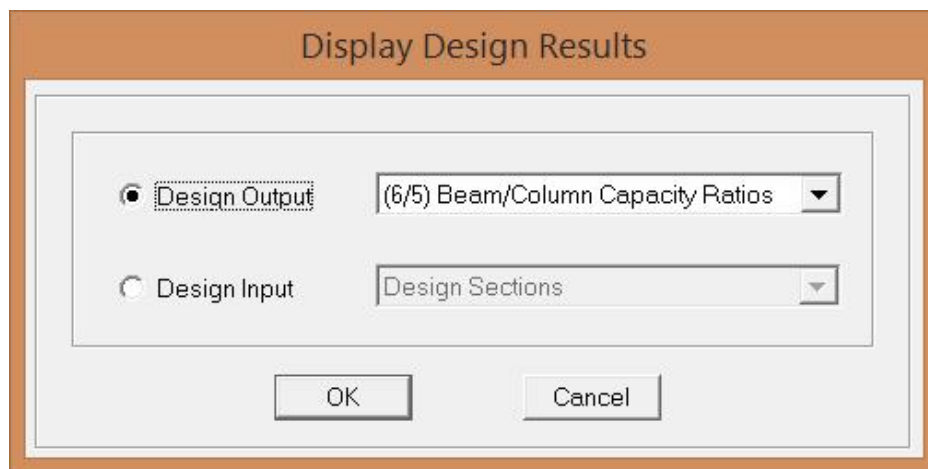 Display Design Results
Design Output
(6/5) Beam/Column Capacity Ratios
Design Input
Design Sections
OK
Cancel